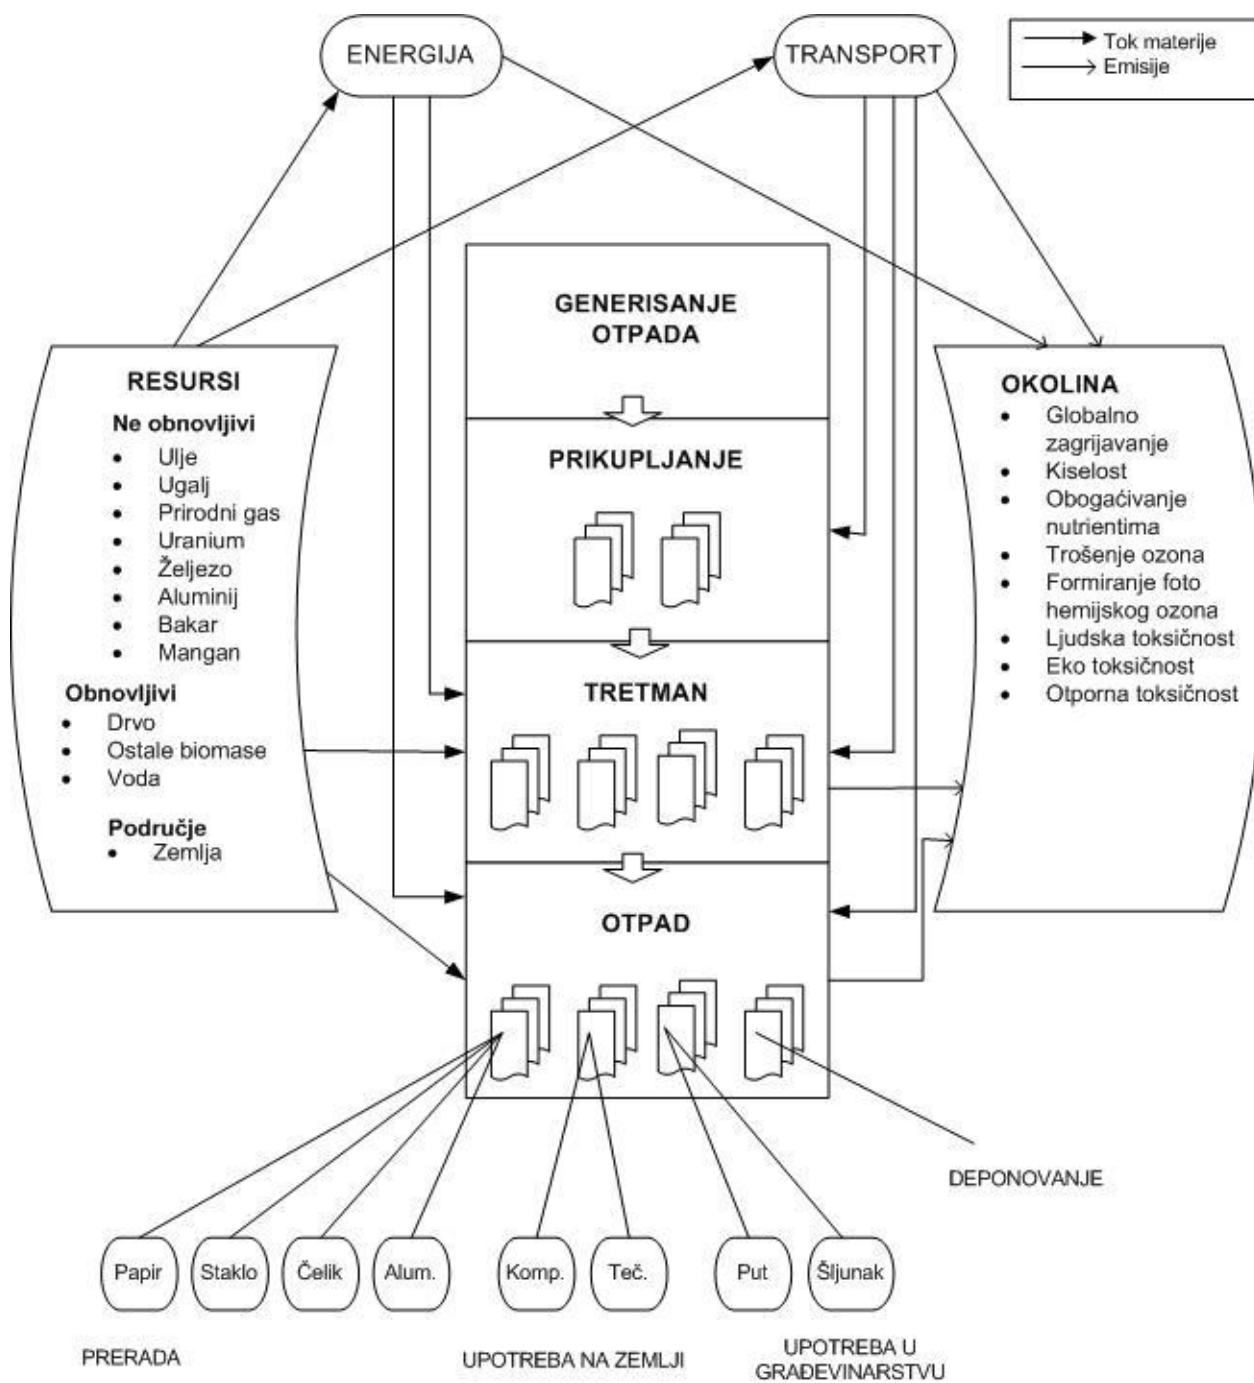 ENERGIJA
TRANSPORT
Tok materije
Emisije
GENERISANJE
OTPADA
RESURSI
Ne obnovljivi
Ulje
Ugalj
Prirodni gas
Uranium
Željezo
Aluminij
Bakar
Mangan
Obnovljivi
Drvo
Ostale biomase
Voda
Područje
Zemlja
PRIKUPLJANJE
TRETMAN
OTPAD
OKOLINA
Globalno
zagrijavanje
Kiselost
Obogaćivanje
nutrientima
Trošenje ozona
Formiranje foto
hemijskog ozona
Ljudska toksičnost
Eko toksičnost
Otporna toksičnost
DEPONOVANJE
Papir
Staklo
Čelik
Alum.
Komp.
Teč.
Put
Šljunak
PRERADA
UPOTREBA NA ZEMLJI
UPOTREBA U
GRAĐEVINARSTVU